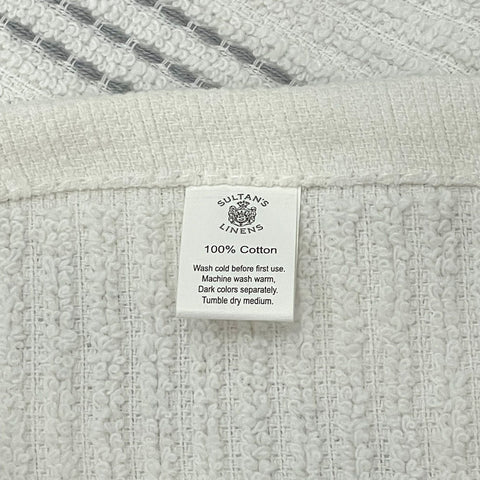 SULTAN'S
LINENS
100% Cotton
Wash cold before first use.
Machine wash warm,
Dark colors separately.
Tumble dry medium.